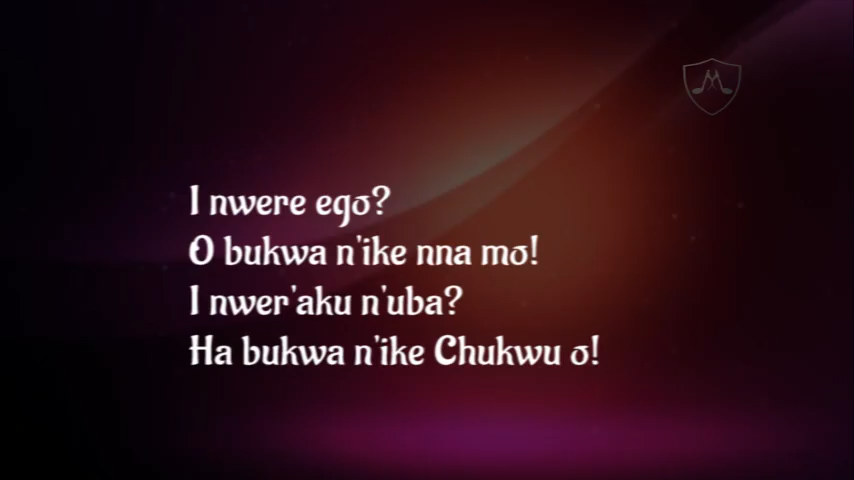 I nwere ego?
O bukwa n'ike nna mo!
I nwer'aku n'uba?
Ha bukwa n'ike Chukwu o!